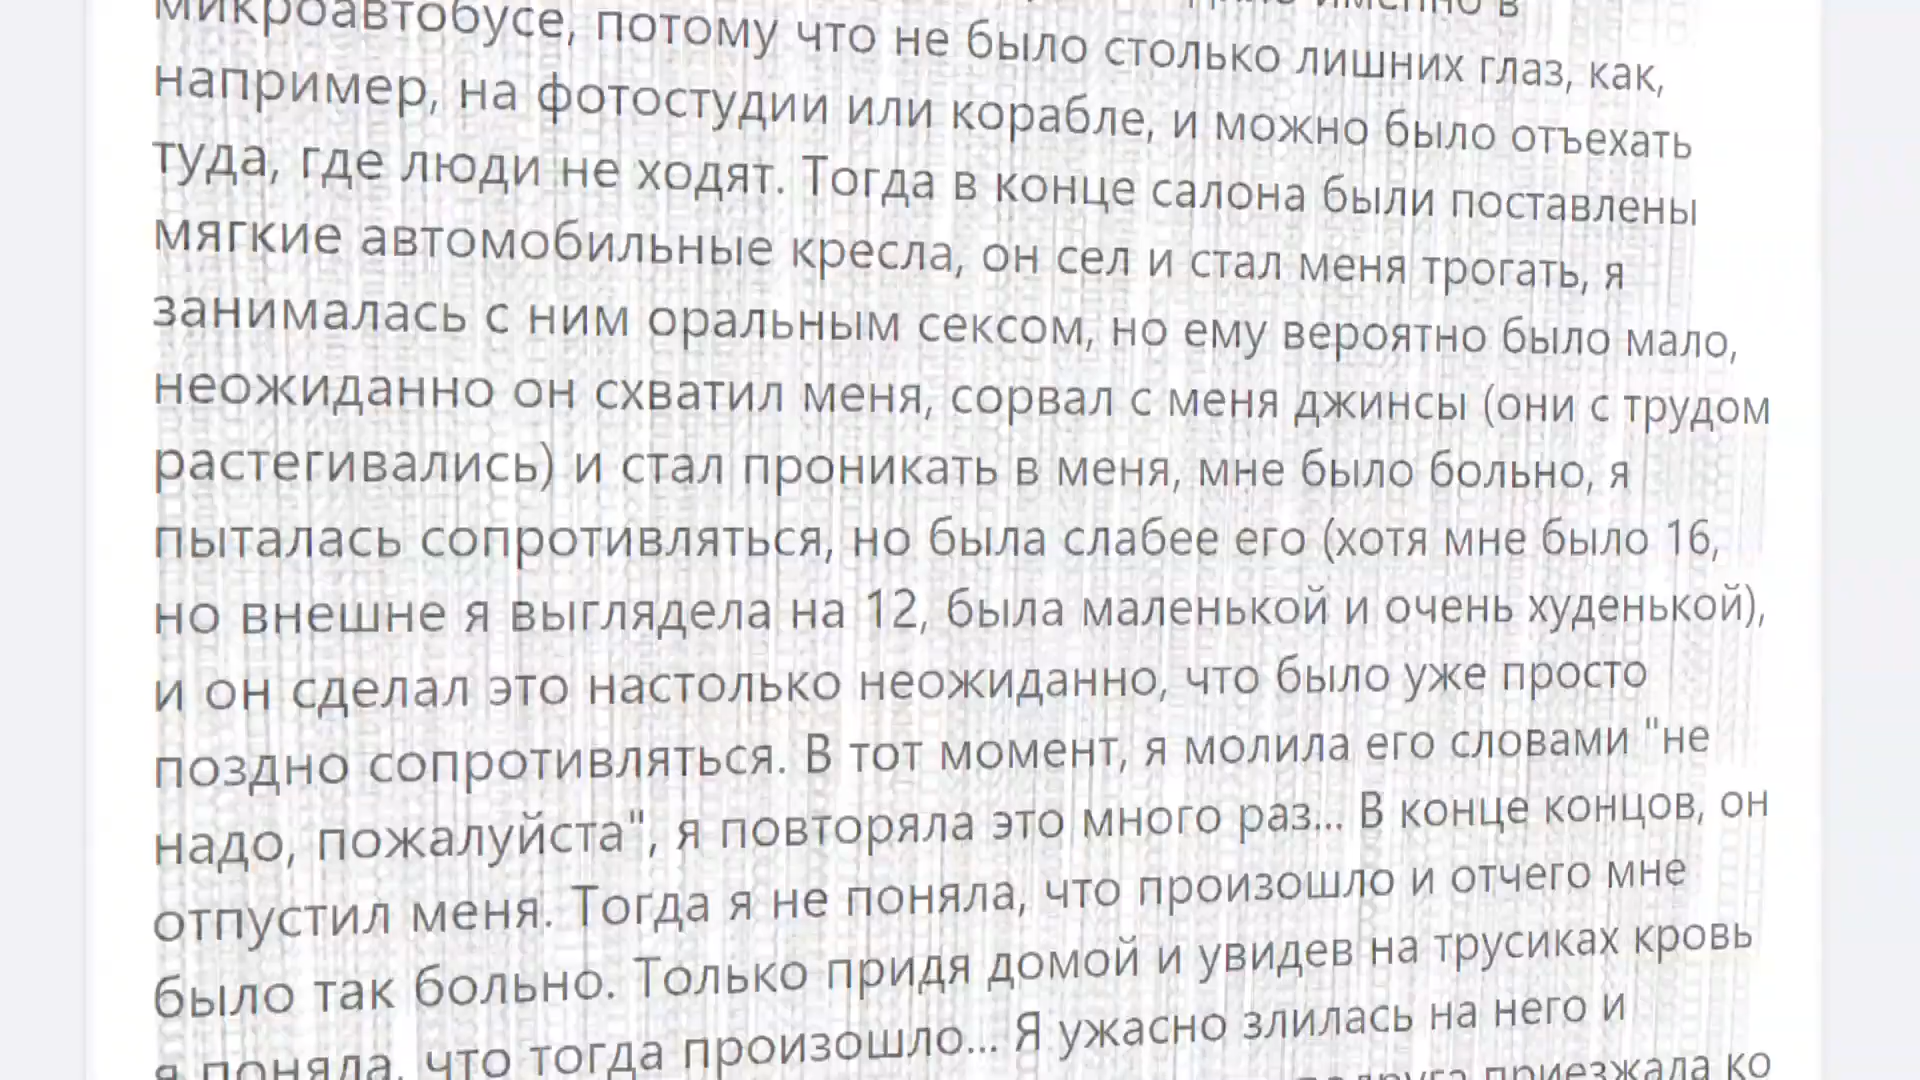 микроавтобусе, потому что не было столько лишних глаз, как,
например, на фотостудии или корабле, и можно было отъехать
туда, где люди не ходят. Тогда в конце салона были поставлены
мягкие автомобильные кресла, он сел и стал меня трогать, я
занималась с ним оральным сексом, но ему вероятно было мало,
неожиданно он схватил меня, сорвал с меня джинсы (они с трудом
растегивались) и стал проникать в меня, мне было больно, я
пыталась сопротивляться, но была слабее его (хотя мне было 16,
но внешне я выглядела на 12, была маленькой и очень худенькой),
и он сделал это настолько неожиданно, что было уже просто
поздно сопротивляться. В тот момент, я молила его словами "не
надо, пожалуйста", я повторяла это много раз... В конце концов, он
отпустил меня. Тогда я не поняла, что произошло и отчего мне
было так больно. Только придя домой и увидев на трусиках кровь
я поняла, что тогда произошло... Я ужасно злилась на него и
приезжала ко